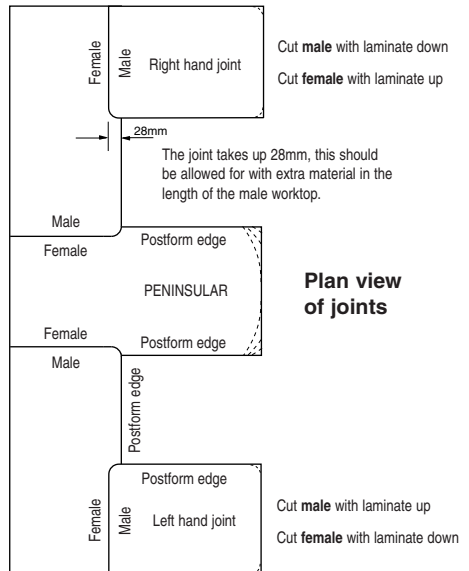 Female
Male
Right hand joint
Cut male with laminate down
Cut female with laminate up
28mm
The joint takes up 28mm, this should
be allowed for with extra material in the
length of the male worktop.
Male
Female
Postform edge
PENINSULAR
Plan view
of joints
Female
Male
Postform edge
Postform edge
Postform edge
Female
Male
Left hand joint
Cut male with laminate up
Cut female with laminate down